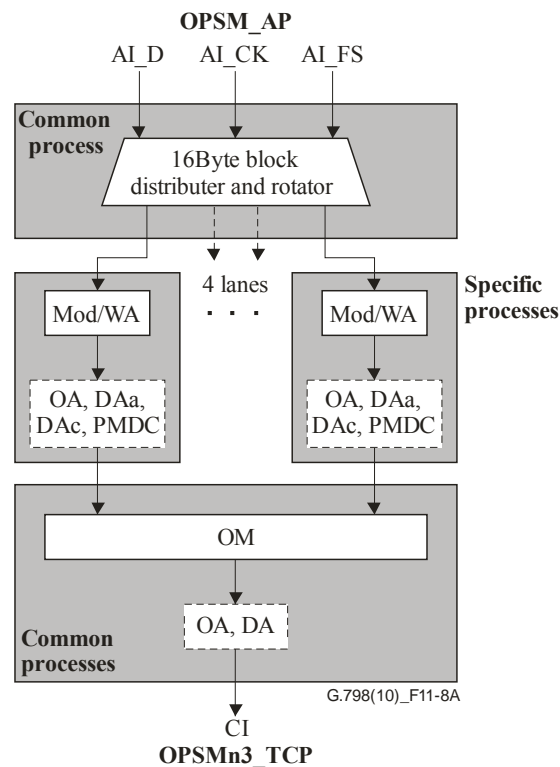 OPSM_AP
AI_D AI_CK AI_FS
Common
process
16Byte block
distributer and rotator
4 lanes
. . .
Specific
processes
Mod/WA
Mod/WA
OA, DAa,
DAc, PMDC
OA, DAa,
DAc, PMDC
OM
OA, DA
Common
processes
G.798(10)_F11-8A
CI
OPSMn3_TCP